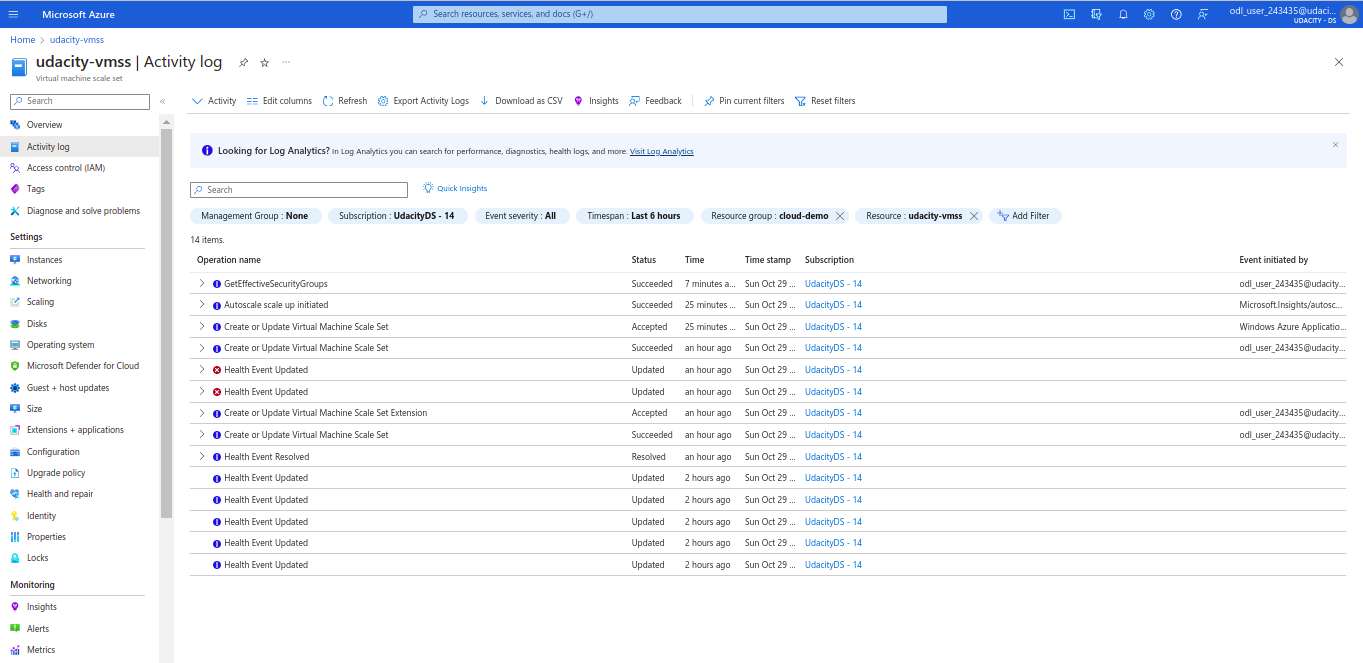 Microsoft Azure
Search resources, services, and docs (G+/)
odl_user_243435@udaci...
UDACITY - DS
Home > udacity-vmss
udacity-vmss | Activity log ...
Virtual machine scale set
Search «
Overview
Activity log
Access control (IAM)
Tags
Diagnose and solve problems
Settings
Instances
Networking
Scaling
Disks
Operating system
Microsoft Defender for Cloud
Guest + host updates
Size
Extensions + applications
Configuration
Upgrade policy
Health and repair
Identity
Properties
Locks
Monitoring
Insights
Alerts
Metrics
Activity Edit columns Refresh Export Activity Logs Download as CSV Insights Feedback Pin current filters Reset filters
Looking for Log Analytics? In Log Analytics you can search for performance, diagnostics, health logs, and more. Visit Log Analytics
Search Quick Insights
Management Group : None Subscription : UdacityDS - 14 Event severity : All Timespan : Last 6 hours Resource group : cloud-demo Resource : udacity-vmss Add Filter
14 items.
Operation name Status Time Time stamp Subscription Event initiated by
GetEffectiveSecurityGroups Succeeded 7 minutes a... Sun Oct 29 ... UdacityDS - 14 odl_user_243435@udacity...
Autoscale scale up initiated Succeeded 25 minutes ... Sun Oct 29 ... UdacityDS - 14 Microsoft.Insights/autosc...
Create or Update Virtual Machine Scale Set Accepted 25 minutes ... Sun Oct 29 ... UdacityDS - 14 Windows Azure Applicatio...
Create or Update Virtual Machine Scale Set Succeeded an hour ago Sun Oct 29 ... UdacityDS - 14 odl_user_243435@udacity...
Health Event Updated Updated an hour ago Sun Oct 29 ... UdacityDS - 14
Health Event Updated Updated an hour ago Sun Oct 29 ... UdacityDS - 14
Create or Update Virtual Machine Scale Set Extension Accepted an hour ago Sun Oct 29 ... UdacityDS - 14 odl_user_243435@udacity...
Create or Update Virtual Machine Scale Set Succeeded an hour ago Sun Oct 29 ... UdacityDS - 14 odl_user_243435@udacity...
Health Event Resolved Resolved an hour ago Sun Oct 29 ... UdacityDS - 14
Health Event Updated Updated 2 hours ago Sun Oct 29 ... UdacityDS - 14
Health Event Updated Updated 2 hours ago Sun Oct 29 ... UdacityDS - 14
Health Event Updated Updated 2 hours ago Sun Oct 29 ... UdacityDS - 14
Health Event Updated Updated 2 hours ago Sun Oct 29 ... UdacityDS - 14
Health Event Updated Updated 2 hours ago Sun Oct 29 ... UdacityDS - 14